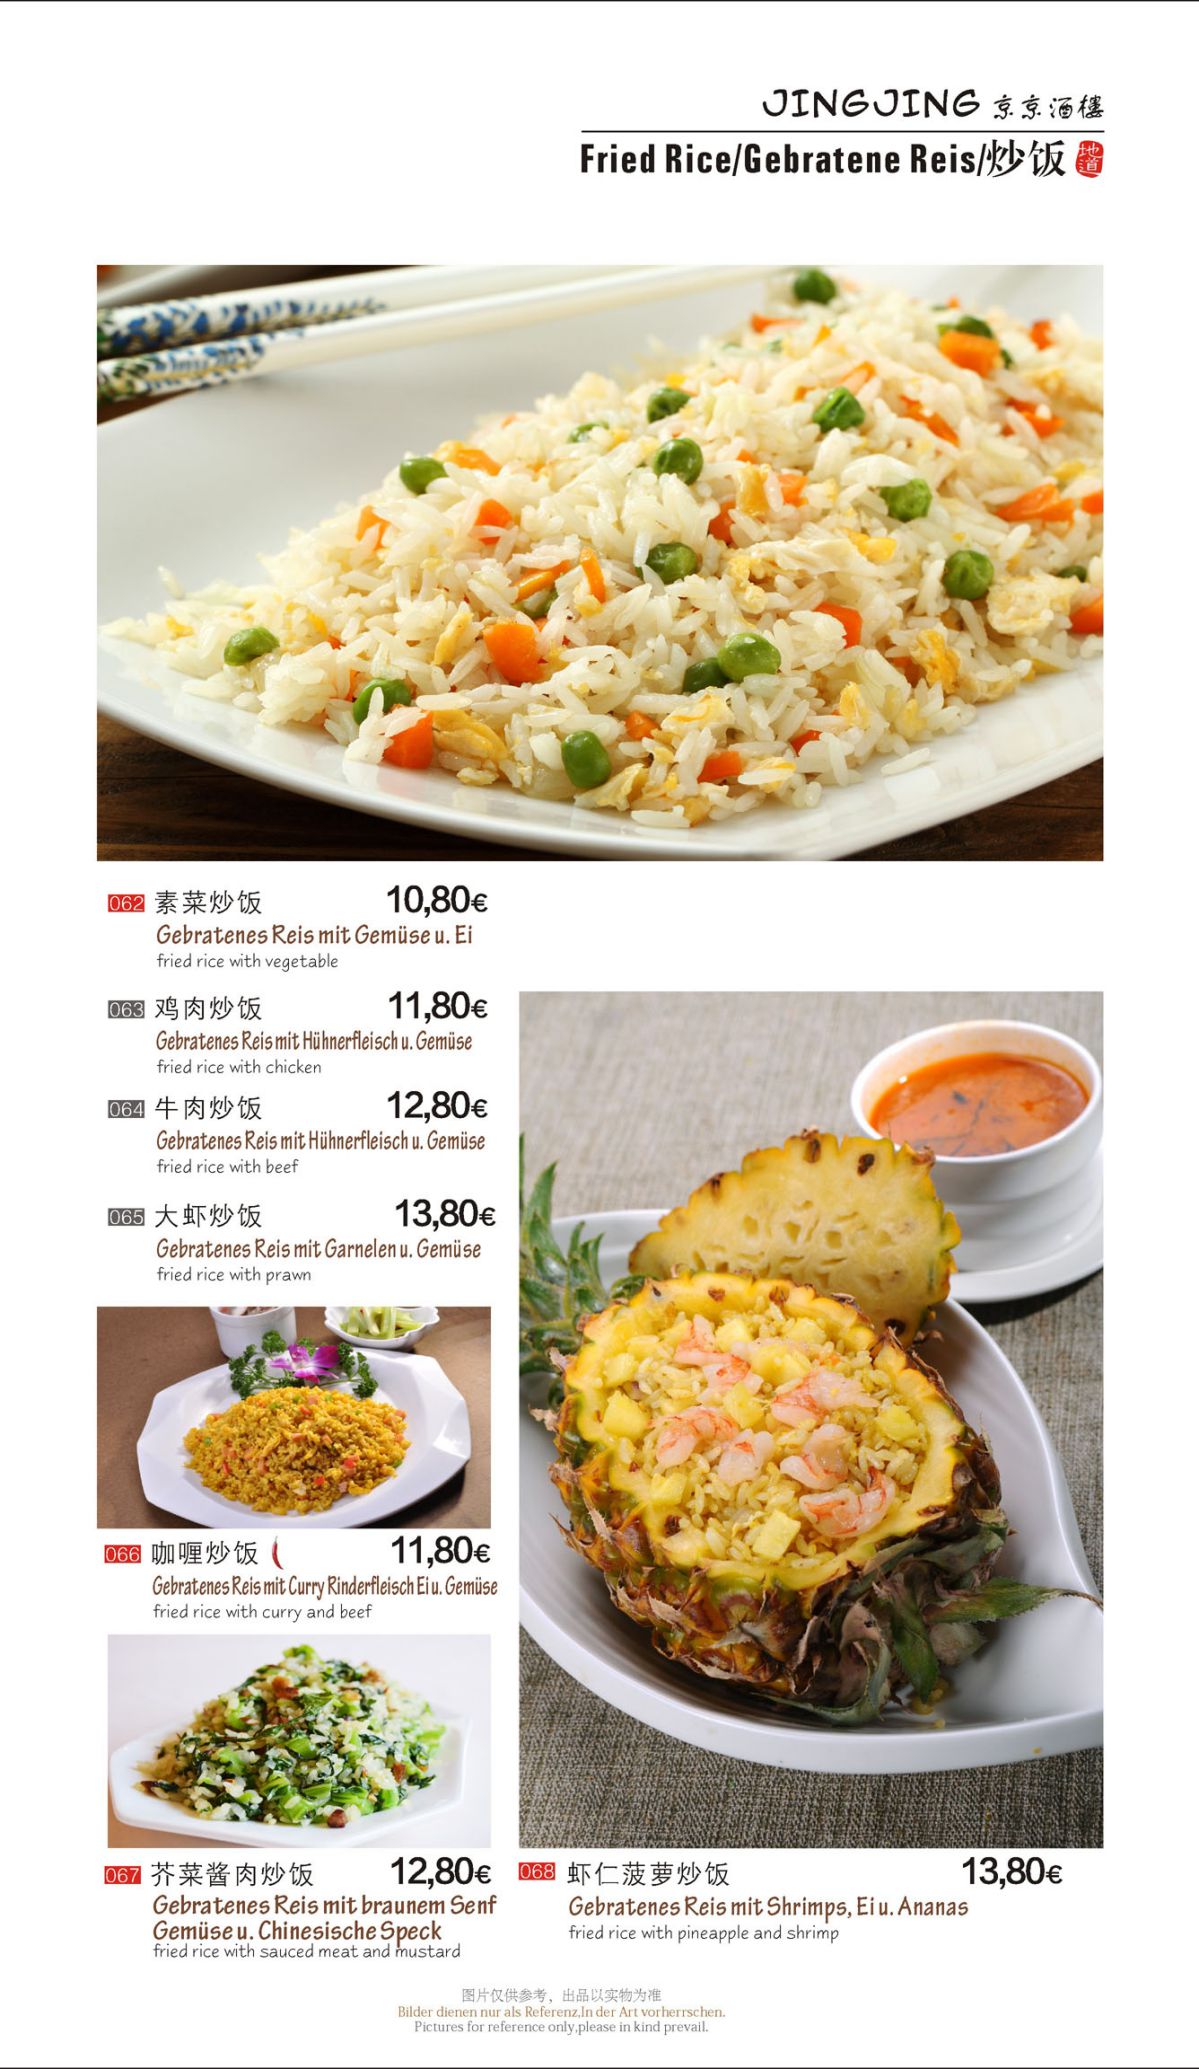 JINGJING 京京酒樓
Fried Rice/Gebratene Reis/炒饭 地道
062 素菜炒饭 10,80€
Gebratenes Reis mit Gemüse u. Ei
fried rice with vegetable
063 鸡肉炒饭 11,80€
Gebratenes Reis mit Hühnerfleisch u. Gemüse
fried rice with chicken
064 牛肉炒饭 12,80€
Gebratenes Reis mit Hühnerfleisch u. Gemüse
fried rice with beef
065 大虾炒饭 13,80€
Gebratenes Reis mit Garnelen u. Gemüse
fried rice with prawn
066 咖喱炒饭 11,80€
Gebratenes Reis mit Curry Rinderfleisch Ei u. Gemüse
fried rice with curry and beef
067 芥菜酱肉炒饭 12,80€
Gebratenes Reis mit braunem Senf
Gemüse u. Chinesische Speck
fried rice with sauced meat and mustard
068 虾仁菠萝炒饭 13,80€
Gebratenes Reis mit Shrimps, Ei u. Ananas
fried rice with pineapple and shrimp
图片仅供参考，出品以实物为准
Bilder dienen nur als Referenz,In der Art vorherrschen.
Pictures for reference only,please in kind prevail.